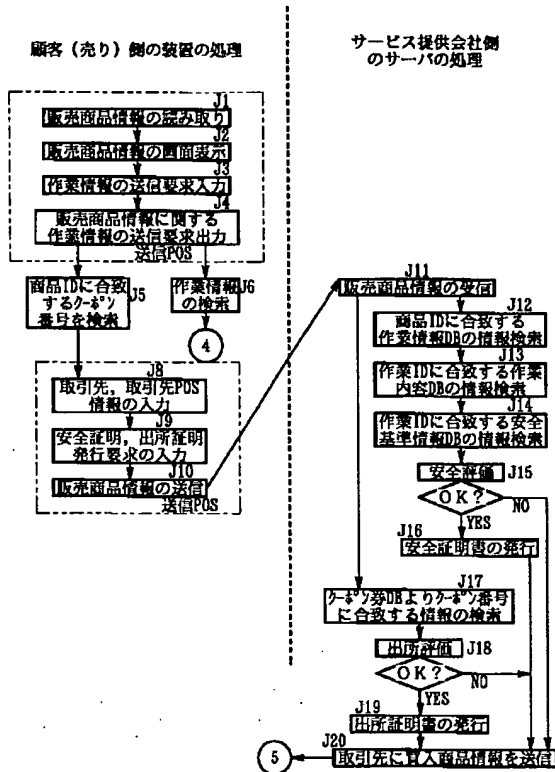 顧客（売り）側の装置の処理
サービス提供会社側
のサーバの処理
J1
販売商品情報の読み取り
J2
販売商品情報の画面表示
J3
作業情報の送信要求入力
J4
販売商品情報に関する
作業情報の送信要求出力
送信POS
商品IDに合致
するクーポン
番号を検索
J5
作業情報
の検索
J6
4
J8
取引先，取引先POS
情報の入力
J9
安全証明，出所証明
発行要求の入力
J10
販売商品情報の送信
送信POS
J11
販売商品情報の受信
J12
商品IDに合致する
作業情報DBの情報検索
J13
作業IDに合致する作業
内容DBの情報検索
J14
作業IDに合致する安全
基準情報DBの情報検索
安全評価
J15
OK？
NO
YES
J16
安全証明書の発行
J17
クーポン券DBよりクーポン番号
に合致する情報の検索
出所評価
J18
OK？
NO
YES
J19
出所証明書の発行
J20
取引先に買入商品情報を送信
5